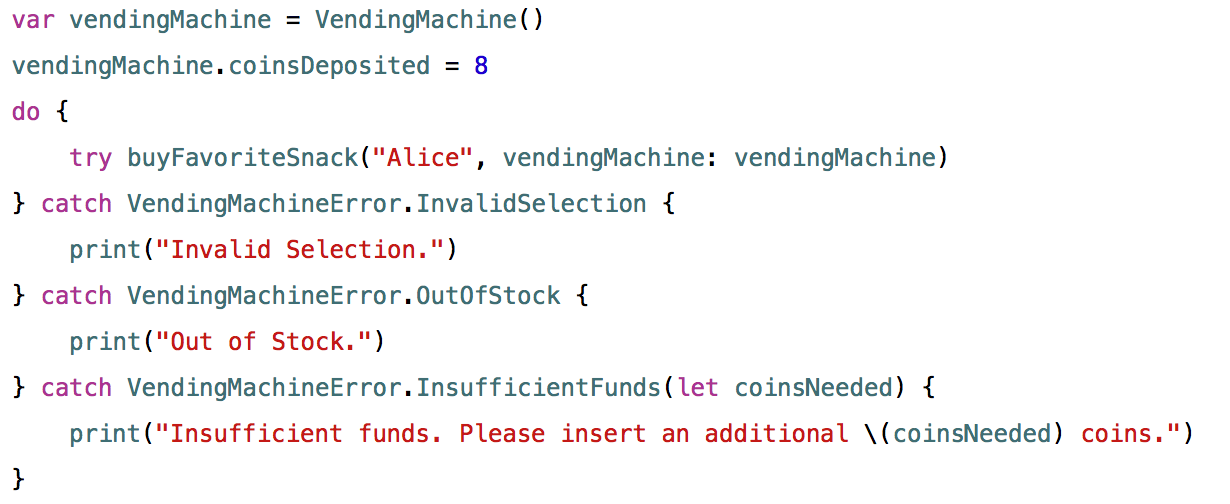 var vendingMachine = VendingMachine()
vendingMachine.coinsDeposited = 8
do {
    try buyFavoriteSnack("Alice", vendingMachine: vendingMachine)
} catch VendingMachineError.InvalidSelection {
    print("Invalid Selection.")
} catch VendingMachineError.OutOfStock {
    print("Out of Stock.")
} catch VendingMachineError.InsufficientFunds(let coinsNeeded) {
    print("Insufficient funds. Please insert an additional \(coinsNeeded) coins.")
}